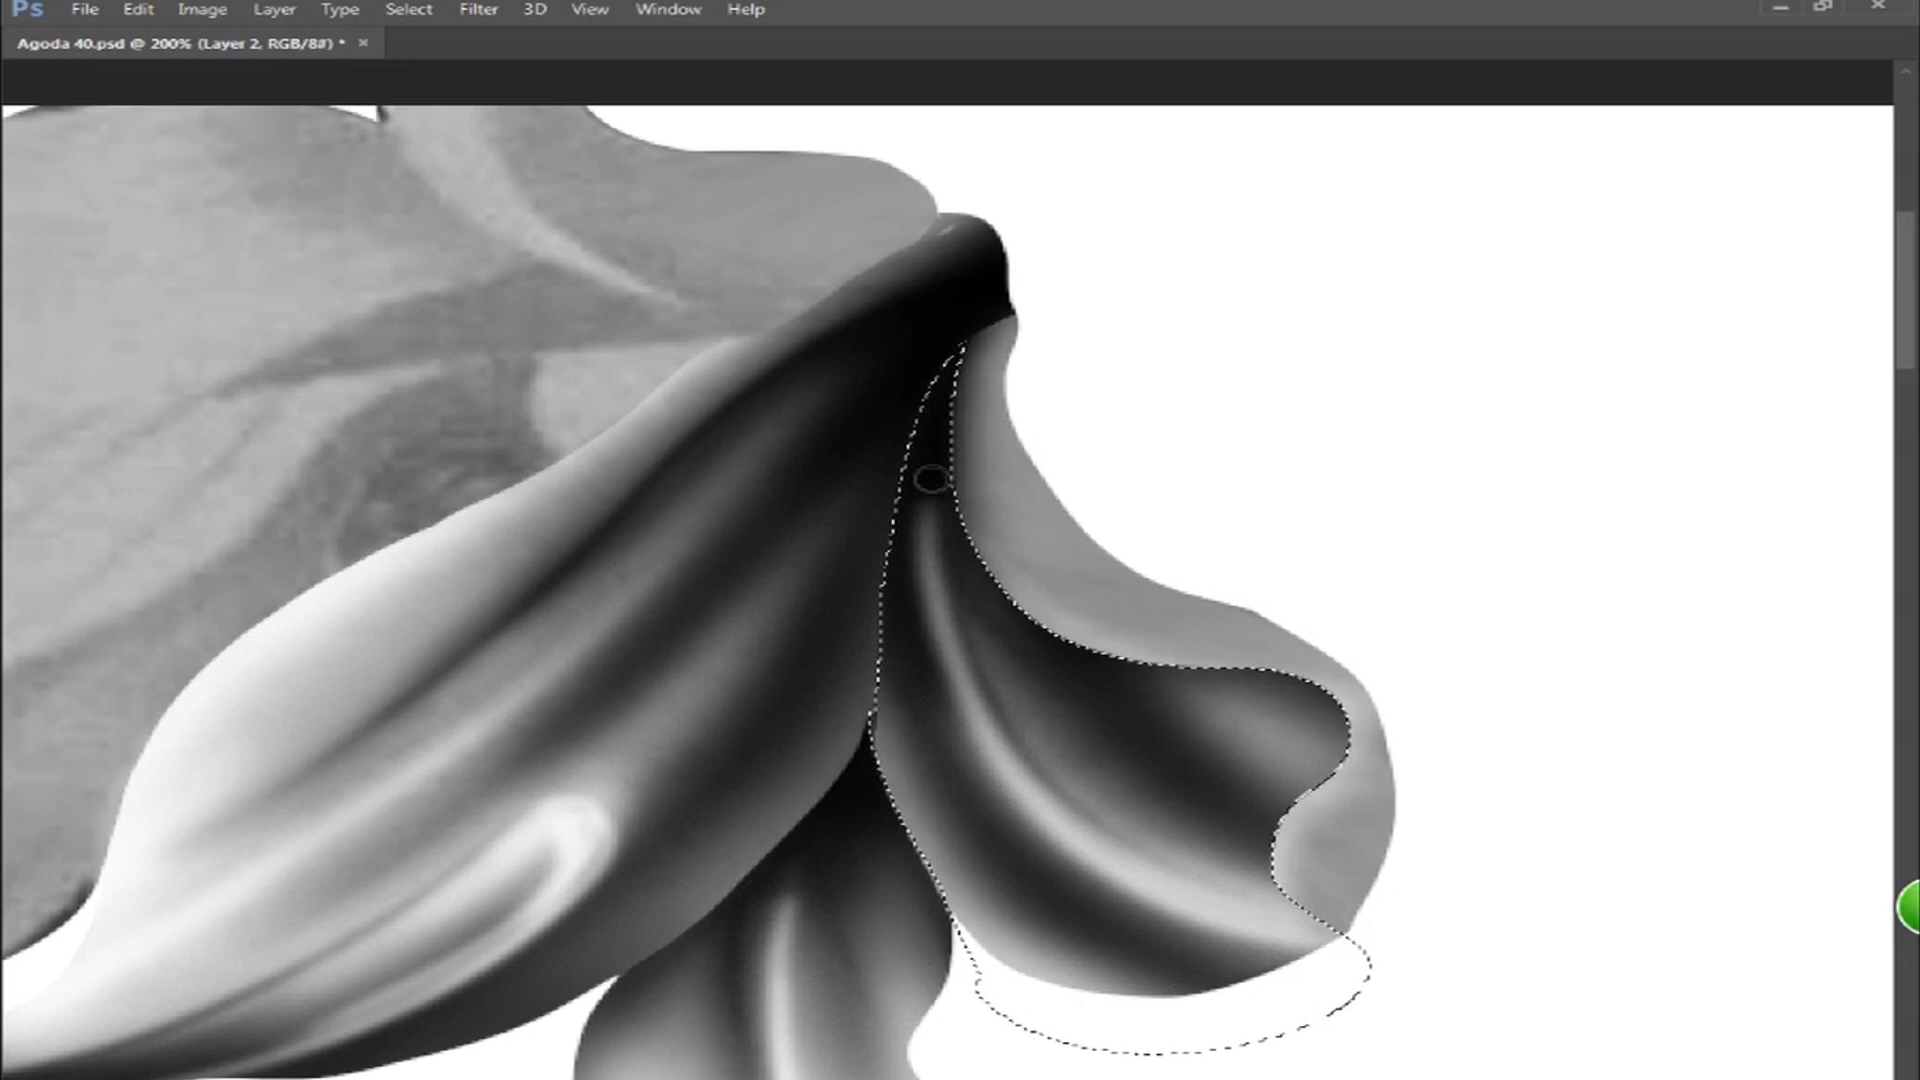 Ps File Edit Image Layer Type Select Filter 3D View Window Help
Agoda 40.psd @ 200% (Layer 2, RGB/8#) * ×